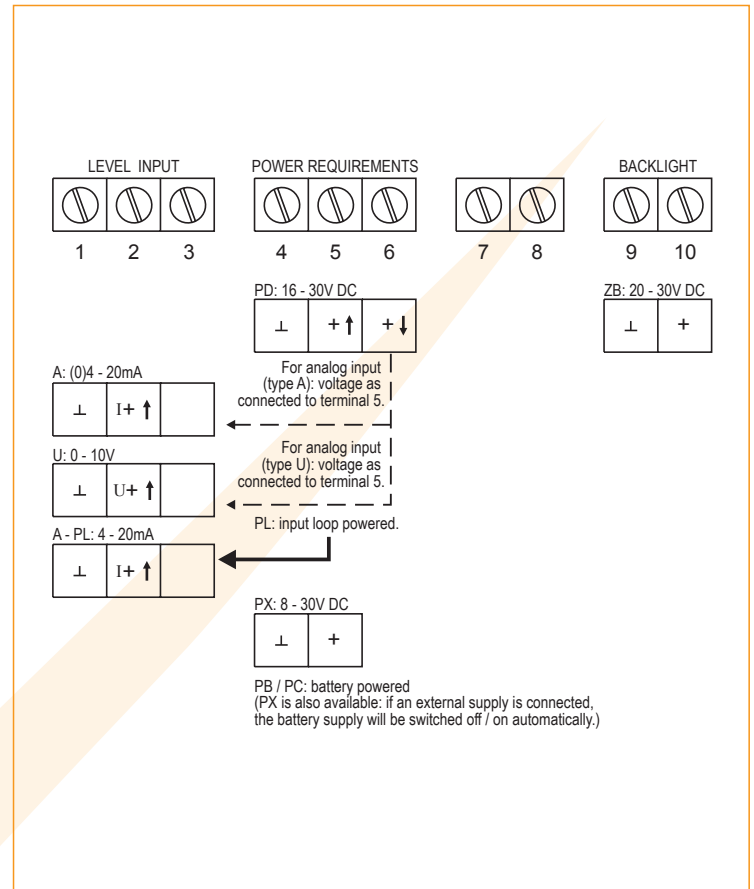 LEVEL INPUT
POWER REQUIREMENTS
BACKLIGHT
1 2 3
4 5 6
7 8
9 10
PD: 16 - 30V DC
⊥ +↑ +↓
ZB: 20 - 30V DC
⊥ +
For analog input
(type A): voltage as
connected to terminal 5.
A: (0)4 - 20mA
⊥ I+ ↑
For analog input
(type U): voltage as
connected to terminal 5.
U: 0 - 10V
⊥ U+ ↑
PL: input loop powered.
A - PL: 4 - 20mA
⊥ I+ ↑
PX: 8 - 30V DC
⊥ +
PB / PC: battery powered
(PX is also available: if an external supply is connected,
the battery supply will be switched off / on automatically.)